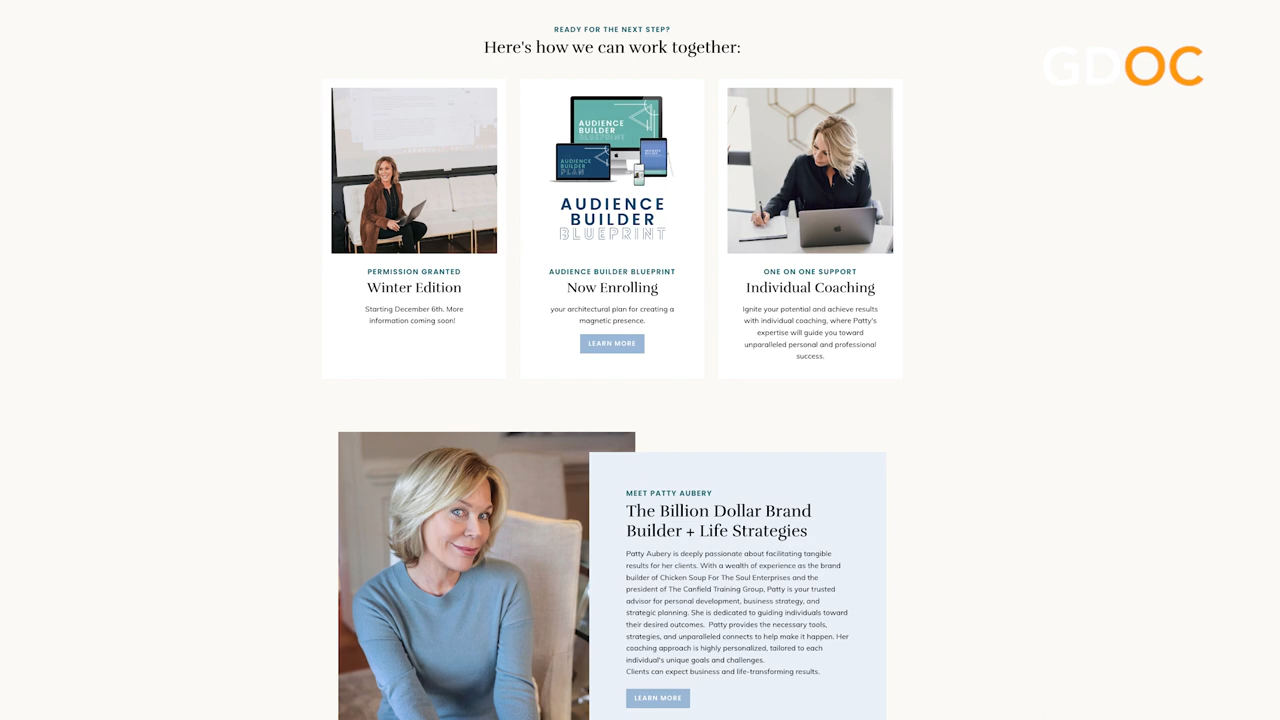 READY FOR THE NEXT STEP?
Here's how we can work together:
GDOC
AUDIENCE
BUILDER
BLUEPRINT
AUDIENCE
BUILDER
PLAN
AUDIENCE
BUILDER
BLUEPRINT
PERMISSION GRANTED
Winter Edition
Starting December 6th. More
information coming soon!
AUDIENCE BUILDER BLUEPRINT
Now Enrolling
your architectural plan for creating a
magnetic presence.
LEARN MORE
ONE ON ONE SUPPORT
Individual Coaching
Ignite your potential and achieve results
with individual coaching, where Patty's
expertise will guide you toward
unparalleled personal and professional
success.
MEET PATTY AUBERY
The Billion Dollar Brand
Builder + Life Strategies
Patty Aubery is deeply passionate about facilitating tangible
results for her clients. With a wealth of experience as the brand
builder of Chicken Soup For The Soul Enterprises and the
president of The Canfield Training Group, Patty is your trusted
advisor for personal development, business strategy, and
strategic planning. She is dedicated to guiding individuals toward
their desired outcomes. Patty provides the necessary tools,
strategies, and unparalleled connects to help make it happen. Her
coaching approach is highly personalized, tailored to each
individual's unique goals and challenges.
Clients can expect business and life-transforming results.
LEARN MORE